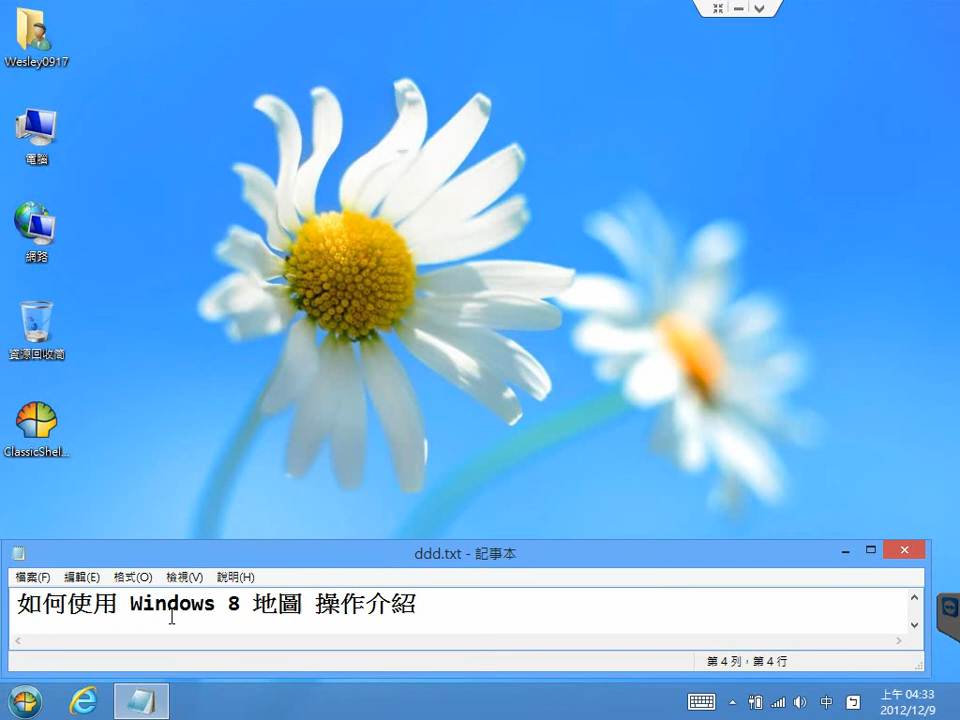 Wesley0917
電腦
網路
資源回收筒
ClassicShel...
ddd.txt - 記事本
檔案(F) 編輯(E) 格式(O) 檢視(V) 說明(H)
如何使用 Windows 8 地圖 操作介紹
第 4 列，第 4 行
中
上午 04:33
2012/12/9